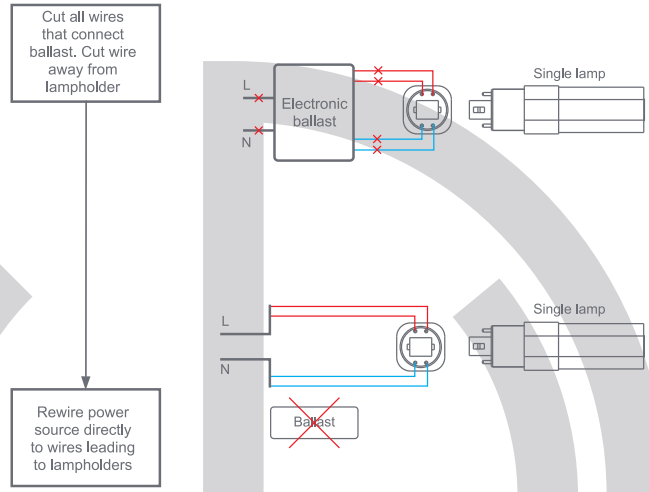 Cut all wires
that connect
ballast. Cut wire
away from
lampholder
L
N
Electronic
ballast
Single lamp
L
N
Single lamp
Ballast
Rewire power
source directly
to wires leading
to lampholders